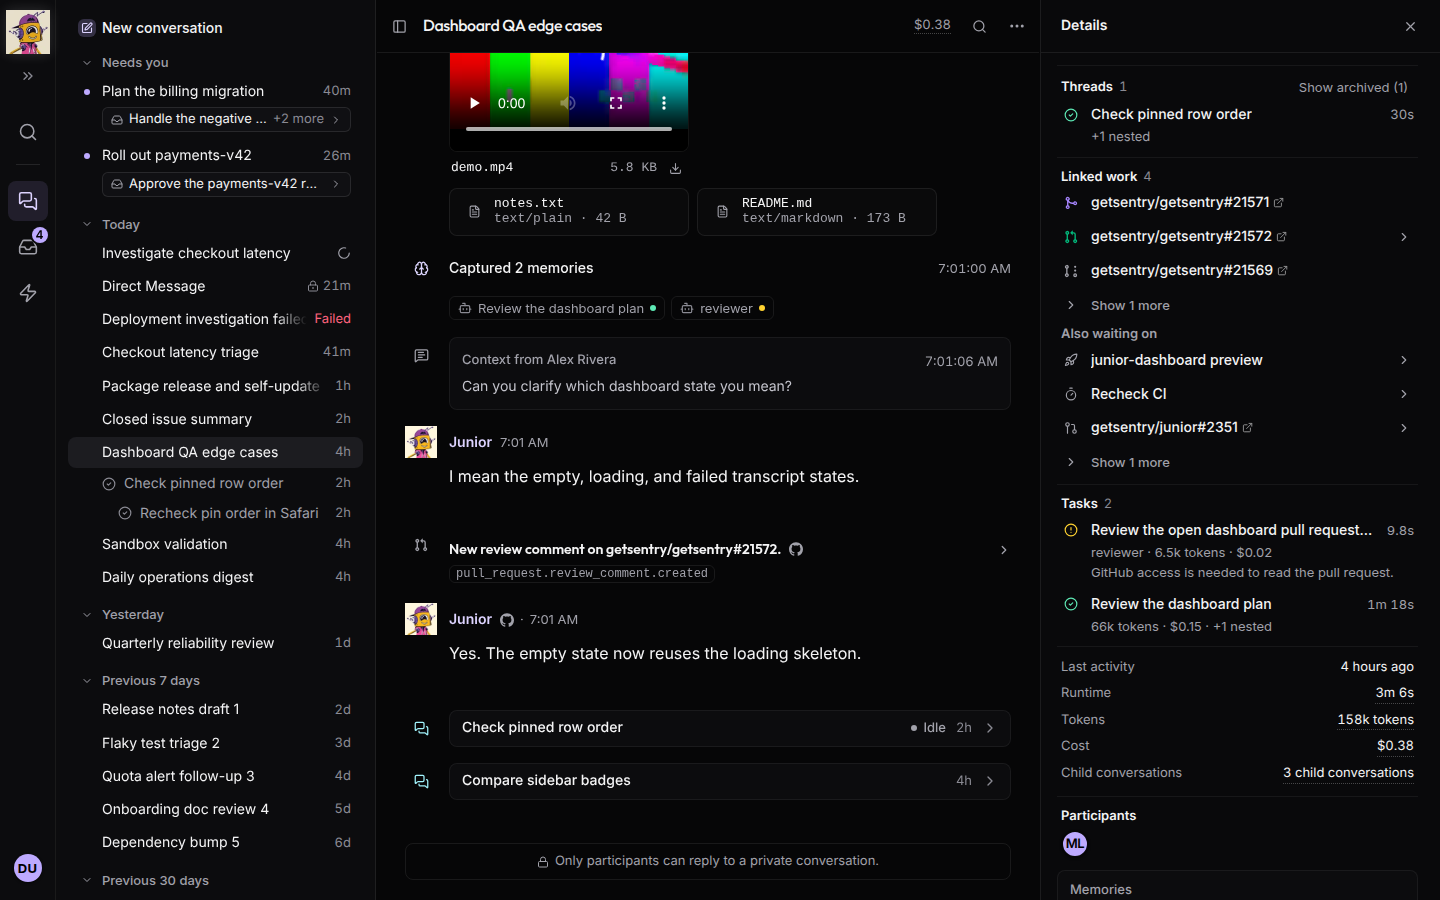 New conversation
Needs you
Plan the billing migration 40m
Handle the negative ... +2 more
Roll out payments-v42 26m
Approve the payments-v42 r...
4
Today
Investigate checkout latency
Direct Message 21m
Deployment investigation failed Failed
Checkout latency triage 41m
Package release and self-update 1h
Closed issue summary 2h
Dashboard QA edge cases 4h
Check pinned row order 2h
Recheck pin order in Safari 2h
Sandbox validation 4h
Daily operations digest 4h
Yesterday
Quarterly reliability review 1d
Previous 7 days
Release notes draft 1 2d
Flaky test triage 2 3d
Quota alert follow-up 3 4d
Onboarding doc review 4 5d
Dependency bump 5 6d
Previous 30 days
DU
Dashboard QA edge cases $0.38
0:00
demo.mp4 5.8 KB
notes.txt
text/plain · 42 B
README.md
text/markdown · 173 B
Captured 2 memories 7:01:00 AM
Review the dashboard plan
reviewer
Context from Alex Rivera 7:01:06 AM
Can you clarify which dashboard state you mean?
Junior 7:01 AM
I mean the empty, loading, and failed transcript states.
New review comment on getsentry/getsentry#21572.
pull_request.review_comment.created
Junior · 7:01 AM
Yes. The empty state now reuses the loading skeleton.
Check pinned row order Idle 2h
Compare sidebar badges 4h
Only participants can reply to a private conversation.
Details
Threads 1 Show archived (1)
Check pinned row order 30s
+1 nested
Linked work 4
getsentry/getsentry#21571
getsentry/getsentry#21572
getsentry/getsentry#21569
Show 1 more
Also waiting on
junior-dashboard preview
Recheck CI
getsentry/junior#2351
Show 1 more
Tasks 2
Review the open dashboard pull request... 9.8s
reviewer · 6.5k tokens · $0.02
GitHub access is needed to read the pull request.
Review the dashboard plan 1m 18s
66k tokens · $0.15 · +1 nested
Last activity 4 hours ago
Runtime 3m 6s
Tokens 158k tokens
Cost $0.38
Child conversations 3 child conversations
Participants
ML
Memories